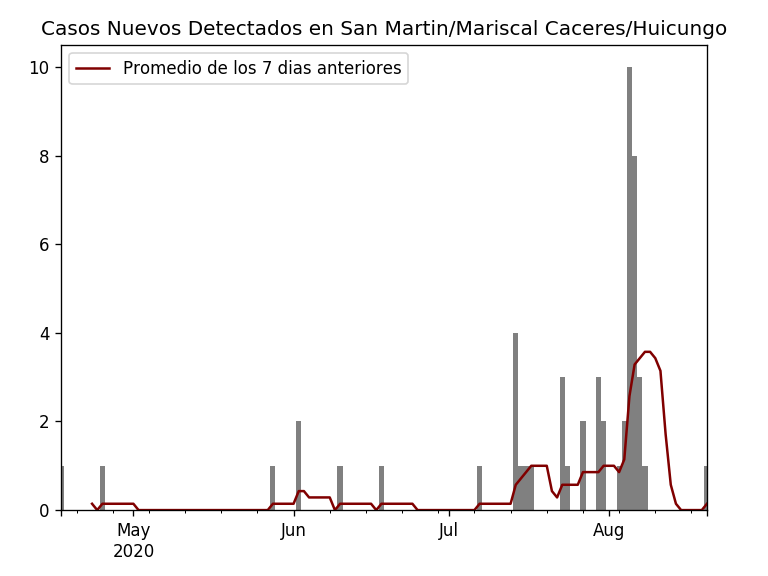 Casos Nuevos Detectados en San Martin/Mariscal Caceres/Huicungo
Promedio de los 7 dias anteriores
10
8
6
4
2
0
May
2020
Jun
Jul
Aug